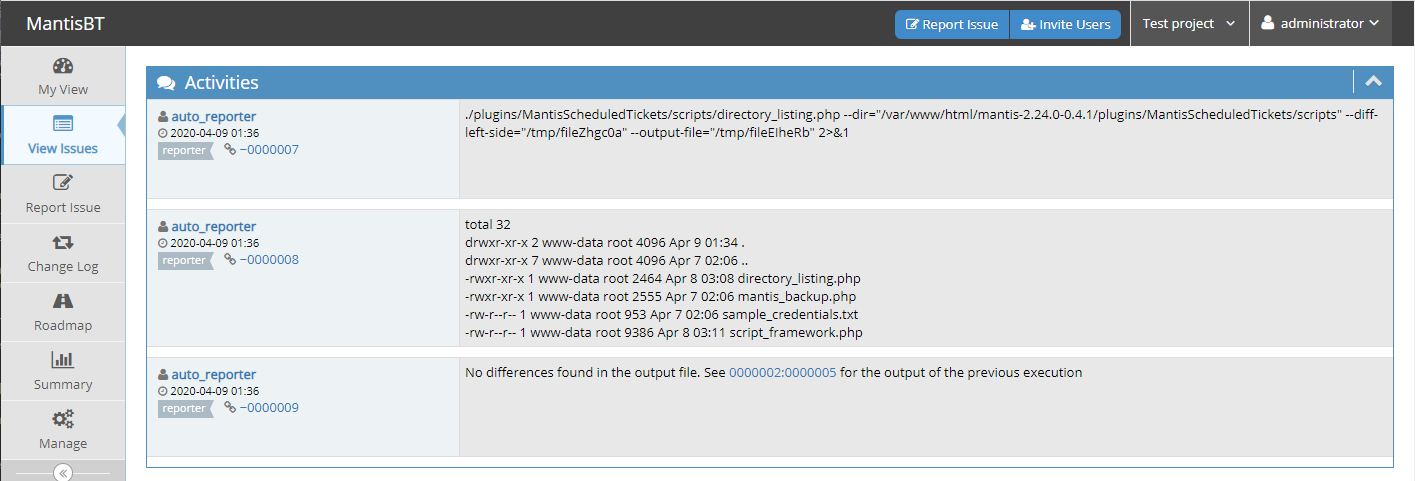 MantisBT
Report Issue
Invite Users
Test project
administrator
My View
View Issues
Report Issue
Change Log
Roadmap
Summary
Manage
Activities
auto_reporter
2020-04-09 01:36
reporter
~0000007
./plugins/MantisScheduledTickets/scripts/directory_listing.php --dir="/var/www/html/mantis-2.24.0-0.4.1/plugins/MantisScheduledTickets/scripts" --diff-
left-side="/tmp/fileZhgc0a" --output-file="/tmp/fileEIheRb" 2>&1
auto_reporter
2020-04-09 01:36
reporter
~0000008
total 32
drwxr-xr-x 2 www-data root 4096 Apr 9 01:34 .
drwxr-xr-x 7 www-data root 4096 Apr 7 02:06 ..
-rwxr-xr-x 1 www-data root 2464 Apr 8 03:08 directory_listing.php
-rwxr-xr-x 1 www-data root 2555 Apr 7 02:06 mantis_backup.php
-rw-r--r-- 1 www-data root 953 Apr 7 02:06 sample_credentials.txt
-rw-r--r-- 1 www-data root 9386 Apr 8 03:11 script_framework.php
auto_reporter
2020-04-09 01:36
reporter
~0000009
No differences found in the output file. See 0000002:0000005 for the output of the previous execution